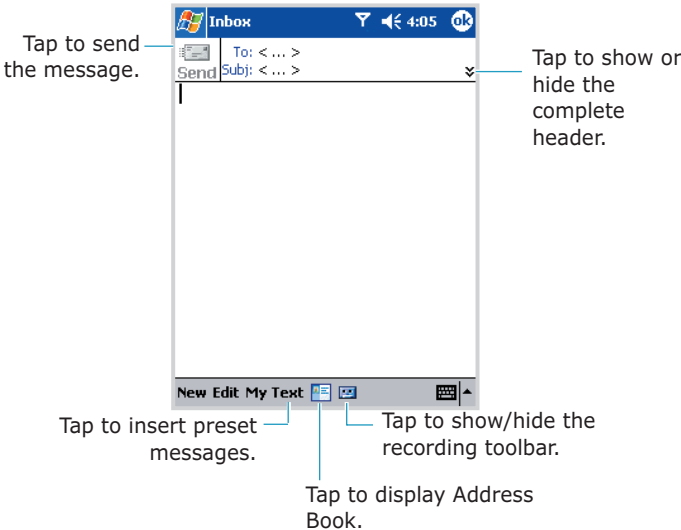 Inbox 4:05 ok
Tap to send
the message.
Send
To: < ... >
Subj: < ... >
Tap to show or
hide the
complete
header.
New Edit My Text
Tap to insert preset
messages.
Tap to show/hide the
recording toolbar.
Tap to display Address
Book.